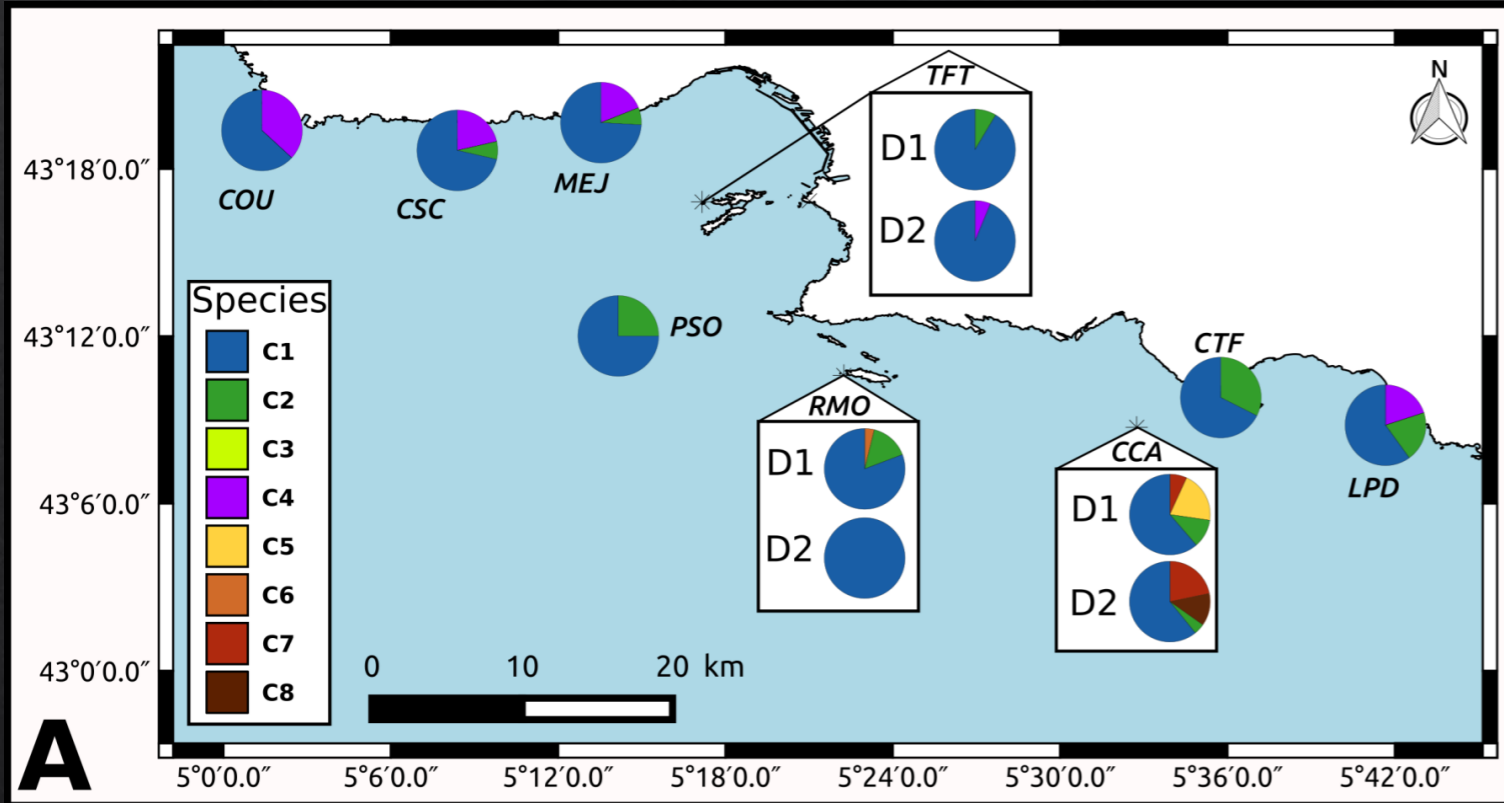 N
TFT
D1
D2
COU
CSC
MEJ
43°18′0.0″
PSO
43°12′0.0″
CTF
RMO
D1
D2
CCA
D1
D2
LPD
43°6′0.0″
43°0′0.0″
Species
C1
C2
C3
C4
C5
C6
C7
C8
0 10 20 km
A
5°0′0.0″ 5°6′0.0″ 5°12′0.0″ 5°18′0.0″ 5°24′0.0″ 5°30′0.0″ 5°36′0.0″ 5°42′0.0″